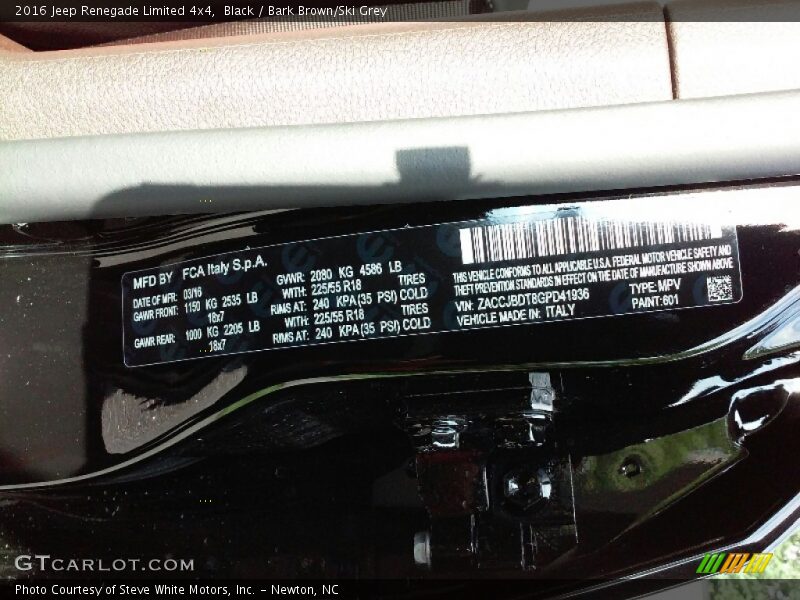 2016 Jeep Renegade Limited 4x4, Black / Bark Brown/Ski Grey
MFD BY FCA Italy S.p.A.
DATE OF MFR: 03/16 GVWR: 2080 KG 4586 LB
GAWR FRONT: 1150 KG 2535 LB WITH: 225/55 R18 TIRES
18x7 RIMS AT: 240 KPA(35 PSI) COLD
GAWR REAR: 1000 KG 2205 LB WITH: 225/55 R18 TIRES
18x7 RIMS AT: 240 KPA(35 PSI) COLD
THIS VEHICLE CONFORMS TO ALL APPLICABLE U.S.A. FEDERAL MOTOR VEHICLE SAFETY AND
THEFT PREVENTION STANDARDS IN EFFECT ON THE DATE OF MANUFACTURE SHOWN ABOVE
VIN: ZACCJBDT8GPD41936 TYPE: MPV
VEHICLE MADE IN: ITALY PAINT: 601
GTCARLOT.COM
Photo Courtesy of Steve White Motors, Inc. – Newton, NC